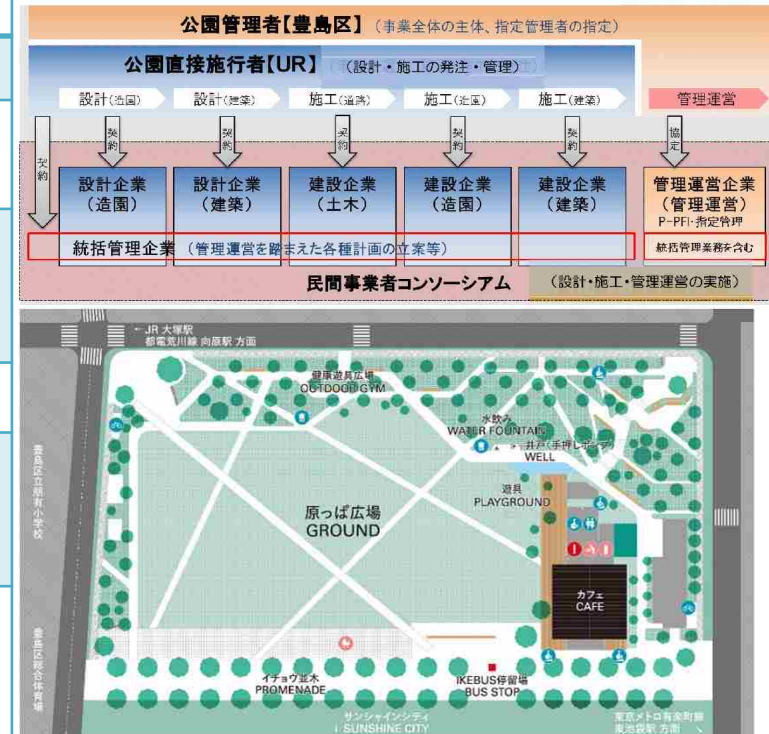 公園管理者【豊島区】（事業全体の主体、指定管理者の指定）
公園直接施行者【UR】（設計・施工の発注・管理）
設計(造園)
設計(建築)
施工(道路)
施工(造園)
施工(建築)
管理運営
契約
契約
契約
契約
契約
契約
協定
設計企業
（造園）
設計企業
（建築）
建設企業
（土木）
建設企業
（造園）
建設企業
（建築）
管理運営企業
（管理運営）
P-PFI・指定管理
統括管理企業（管理運営を踏まえた各種計画の立案等）
統括管理業務を含む
民間事業者コンソーシアム
（設計・施工・管理運営の実施）
←JR 大塚駅
都電荒川線 向原駅 方面
健康遊具広場
OUTDOOR GYM
水飲み
WATER FOUNTAIN
井戸(手押しポンプ)
WELL
遊具
PLAYGROUND
原っぱ広場
GROUND
カフェ
CAFE
豊島区立朋有小学校
豊島区総合体育場
イチョウ並木
PROMENADE
IKEBUS停留場
BUS STOP
サンシャインシティ
↓ SUNSHINE CITY
東京メトロ有楽町線
東池袋駅 方面 ↘